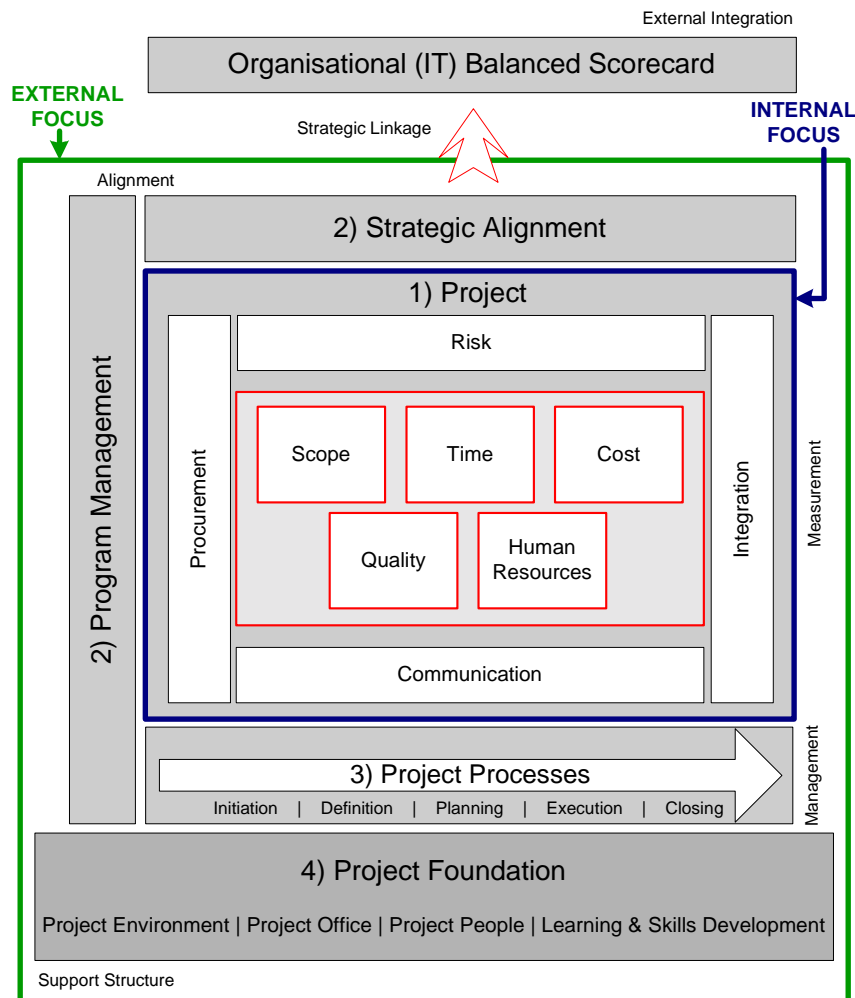 External Integration
Organisational (IT) Balanced Scorecard
EXTERNAL
FOCUS
Strategic Linkage
INTERNAL
FOCUS
Alignment
2) Strategic Alignment
2) Program Management
1) Project
Risk
Procurement
Scope
Time
Cost
Quality
Human
Resources
Integration
Communication
Measurement
3) Project Processes
Initiation | Definition | Planning | Execution | Closing
Management
4) Project Foundation
Project Environment | Project Office | Project People | Learning & Skills Development
Support Structure